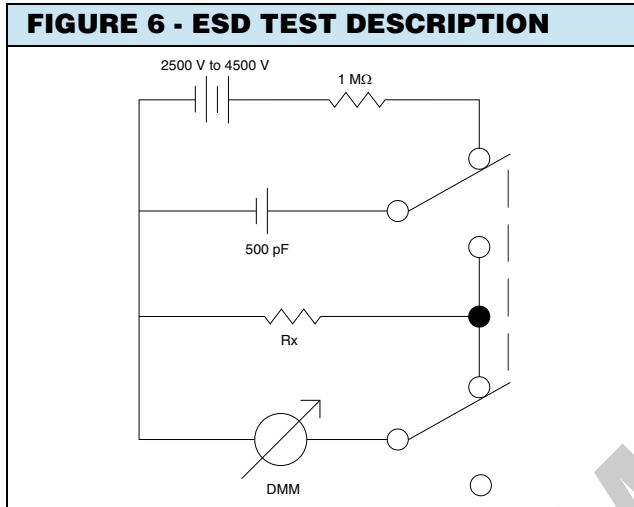 FIGURE 6 - ESD TEST DESCRIPTION
2500 V to 4500 V
1 MΩ
500 pF
Rx
DMM